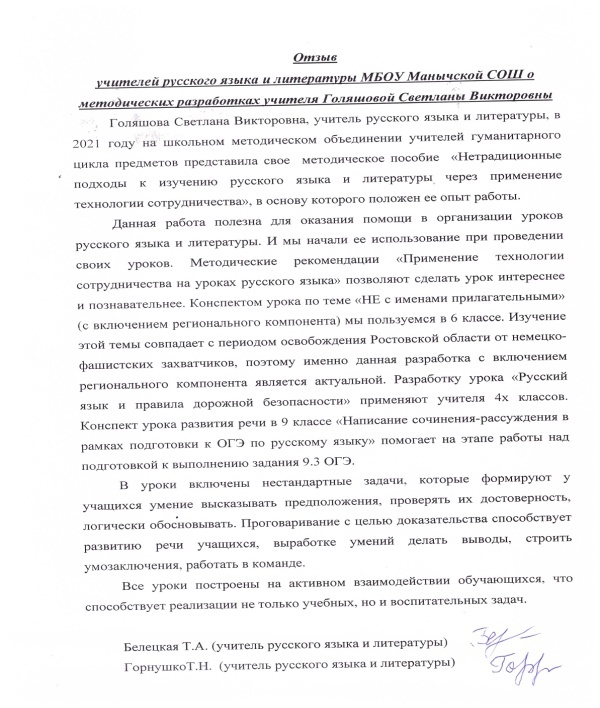 Отзыв
учителей русского языка и литературы МБОУ Манычской СОШ о
методических разработках учителя Голяшовой Светланы Викторовны
Голяшова Светлана Викторовна, учитель русского языка и литературы, в
2021 году на школьном методическом объединении учителей гуманитарного
цикла предметов представила свое методическое пособие «Нетрадиционные
подходы к изучению русского языка и литературы через применение
технологии сотрудничества», в основу которого положен ее опыт работы.
Данная работа полезна для оказания помощи в организации уроков
русского языка и литературы. И мы начали ее использование при проведении
своих уроков. Методические рекомендации «Применение технологии
сотрудничества на уроках русского языка» позволяют сделать урок интереснее
и познавательнее. Конспектом урока по теме «НЕ с именами прилагательными»
(с включением регионального компонента) мы пользуемся в 6 классе. Изучение
этой темы совпадает с периодом освобождения Ростовской области от немецко-
фашистских захватчиков, поэтому именно данная разработка с включением
регионального компонента является актуальной. Разработку урока «Русский
язык и правила дорожной безопасности» применяют учителя 4х классов.
Конспект урока развития речи в 9 классе «Написание сочинения-рассуждения в
рамках подготовки к ОГЭ по русскому языку» помогает на этапе работы над
подготовкой к выполнению задания 9.3 ОГЭ.
В уроки включены нестандартные задачи, которые формируют у
учащихся умение высказывать предположения, проверять их достоверность,
логически обосновывать. Проговаривание с целью доказательства способствует
развитию речи учащихся, выработке умений делать выводы, строить
умозаключения, работать в команде.
Все уроки построены на активном взаимодействии обучающихся, что
способствует реализации не только учебных, но и воспитательных задач.
Белецкая Т.А. (учитель русского языка и литературы)
ГорнушкоТ.Н. (учитель русского языка и литературы)